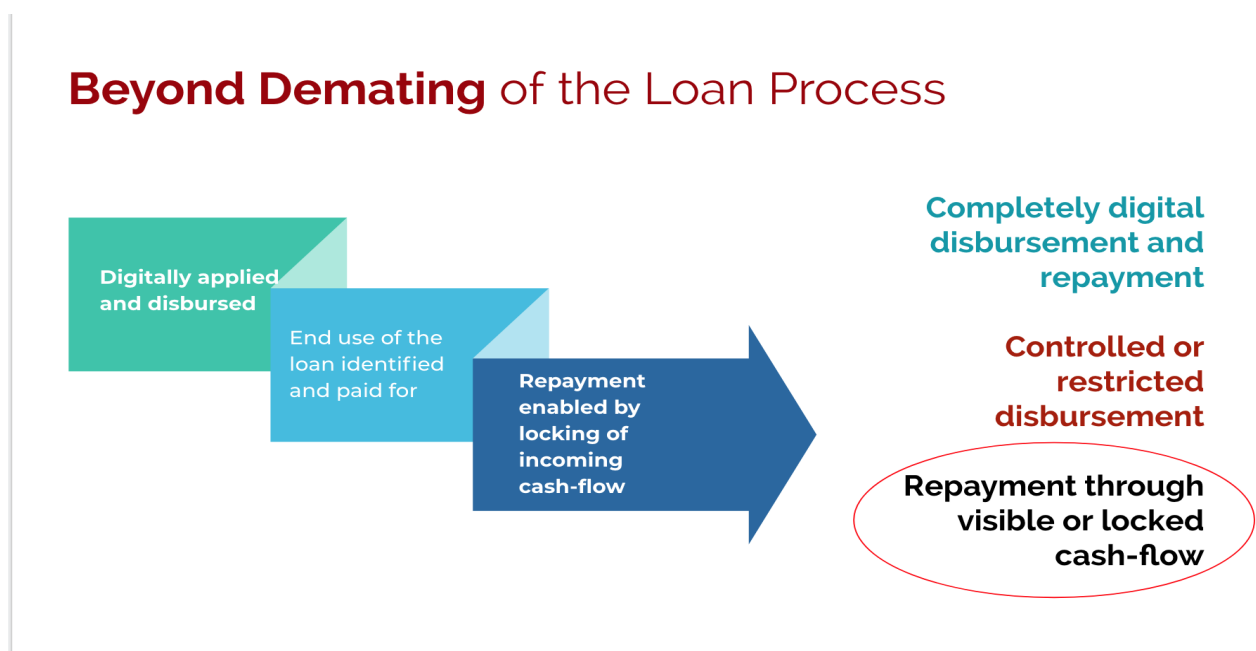 Beyond Demating of the Loan Process
Digitally applied
and disbursed
End use of the
loan identified
and paid for
Repayment
enabled by
locking of
incoming
cash-flow
Completely digital
disbursement and
repayment
Controlled or
restricted
disbursement
Repayment through
visible or locked
cash-flow